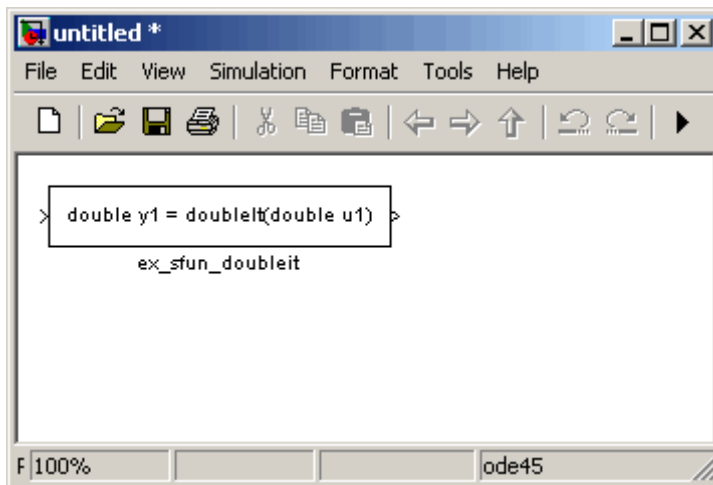 untitled *
File Edit View Simulation Format Tools Help
double y1 = doubleIt(double u1)
ex_sfun_doubleit
F 100% ode45